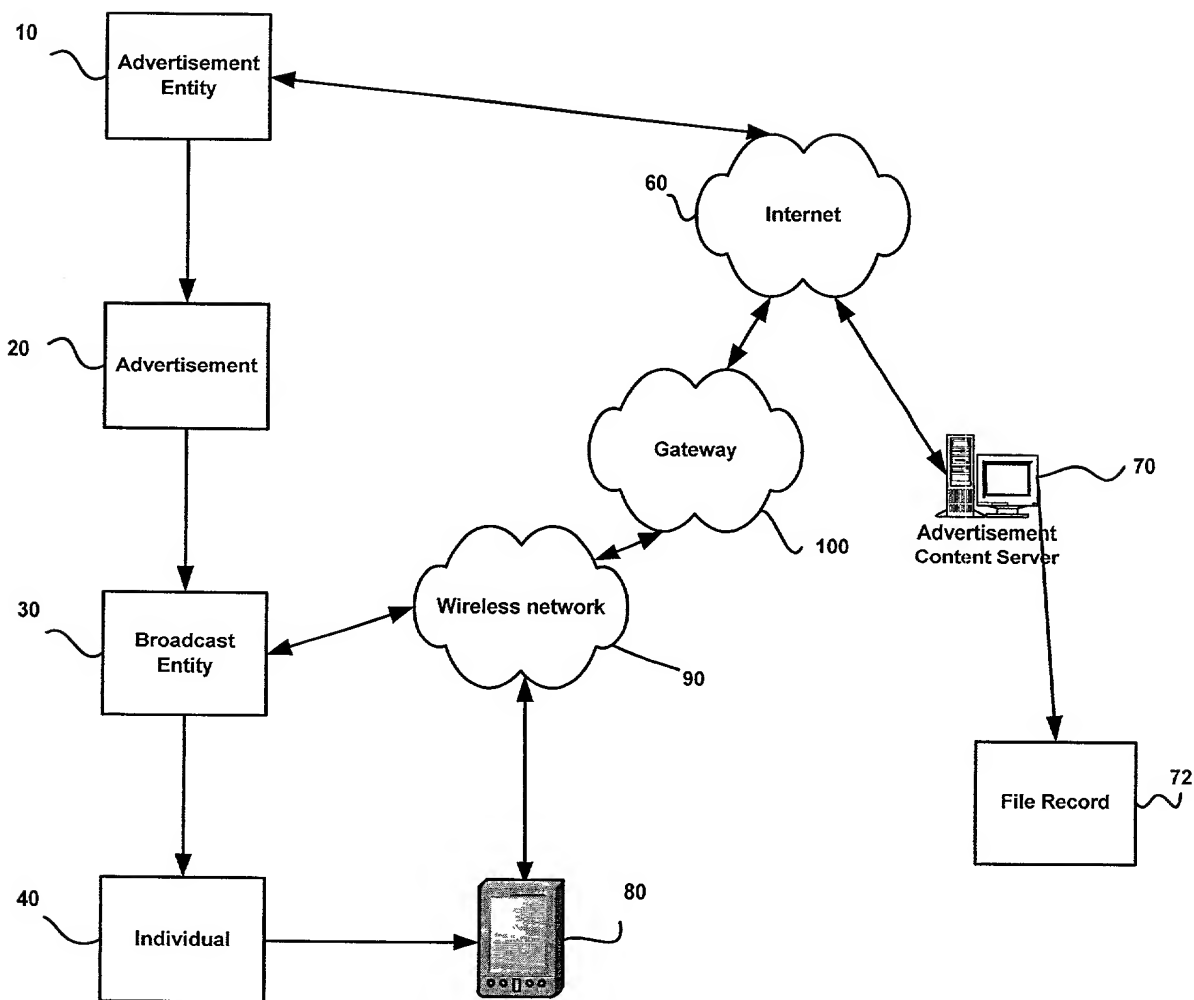 10
Advertisement
Entity
60
Internet
20
Advertisement
Gateway
70
100
Advertisement
Content Server
30
Broadcast
Entity
Wireless network
90
72
File Record
40
Individual
80